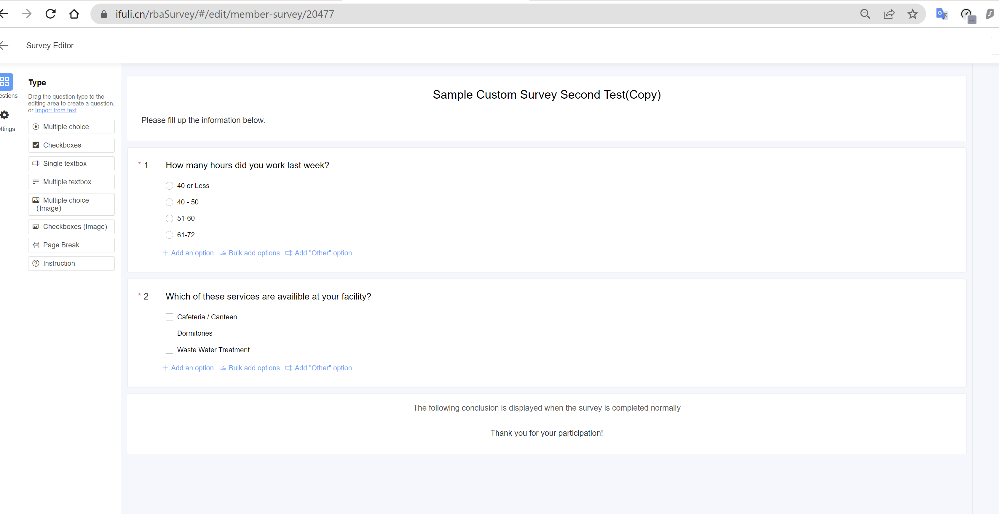 ifuli.cn/rbaSurvey/#/edit/member-survey/20477
Survey Editor
estions
ettings
Type
Drag the question type to the
editing area to create a question,
or Import from text
Multiple choice
Checkboxes
Single textbox
Multiple textbox
Multiple choice
(Image)
Checkboxes (Image)
Page Break
Instruction
Sample Custom Survey Second Test(Copy)
Please fill up the information below.
* 1 How many hours did you work last week?
40 or Less
40 - 50
51-60
61-72
Add an option Bulk add options Add "Other" option
* 2 Which of these services are availible at your facility?
Cafeteria / Canteen
Dormitories
Waste Water Treatment
Add an option Bulk add options Add "Other" option
The following conclusion is displayed when the survey is completed normally
Thank you for your participation!